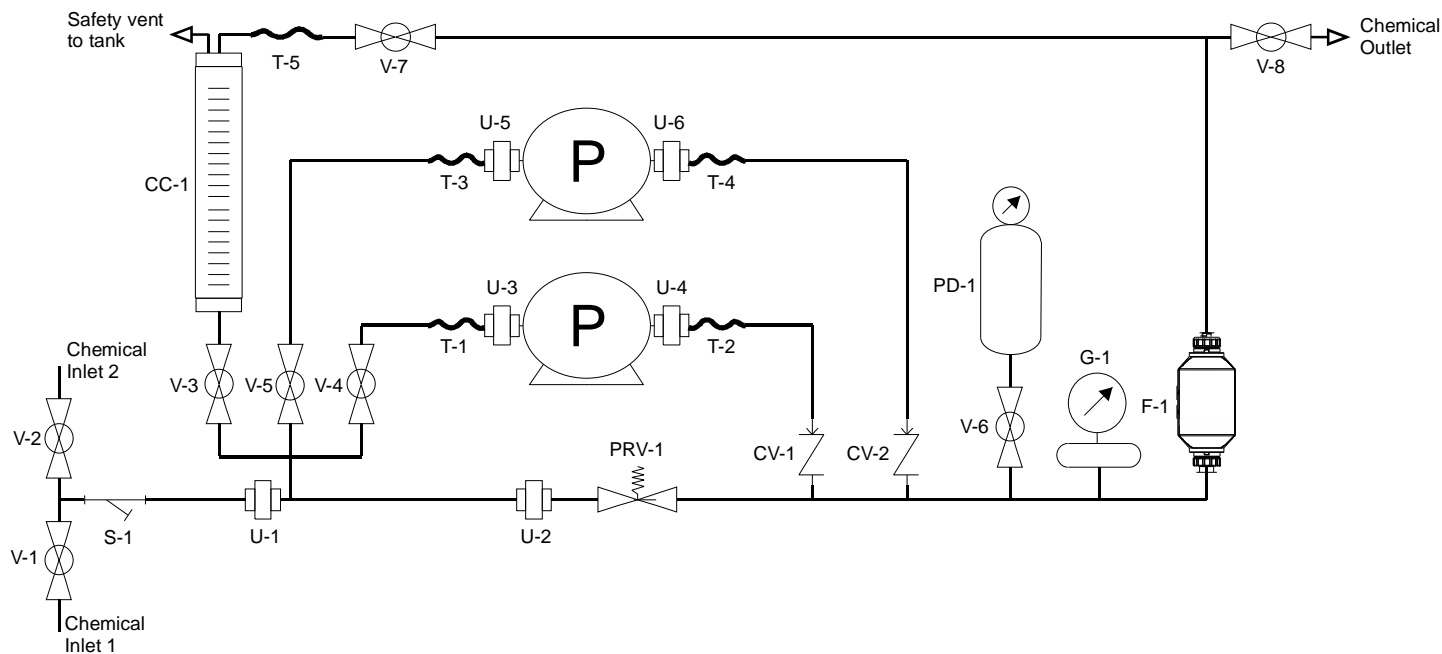 Safety vent
to tank
T-5
V-7
V-8
Chemical
Outlet
U-5
P
U-6
T-3
T-4
CC-1
U-3
P
U-4
T-1
T-2
PD-1
G-1
F-1
Chemical
Inlet 2
V-3
V-5
V-4
V-6
V-2
PRV-1
CV-1
CV-2
S-1
U-1
U-2
V-1
Chemical
Inlet 1